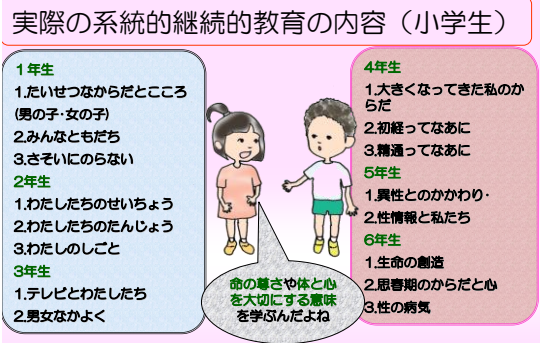 実際の系統的継続的教育の内容（小学生）
１年生
1.たいせつなからだとこころ
(男の子・女の子)
2.みんなともだち
3.さそいにのらない
2年生
1.わたしたちのせいちょう
2.わたしたちのたんじょう
3.わたしのしごと
3年生
1.テレビとわたしたち
2.男女なかよく
4年生
1.大きくなってきた私のか
らだ
2.初経ってなあに
3.精通ってなあに
5年生
1.異性とのかかわり・
2.性情報と私たち
6年生
1.生命の創造
2.思春期のからだと心
3.性の病気
命の尊さや体と心
を大切にする意味
を学ぶんだよね